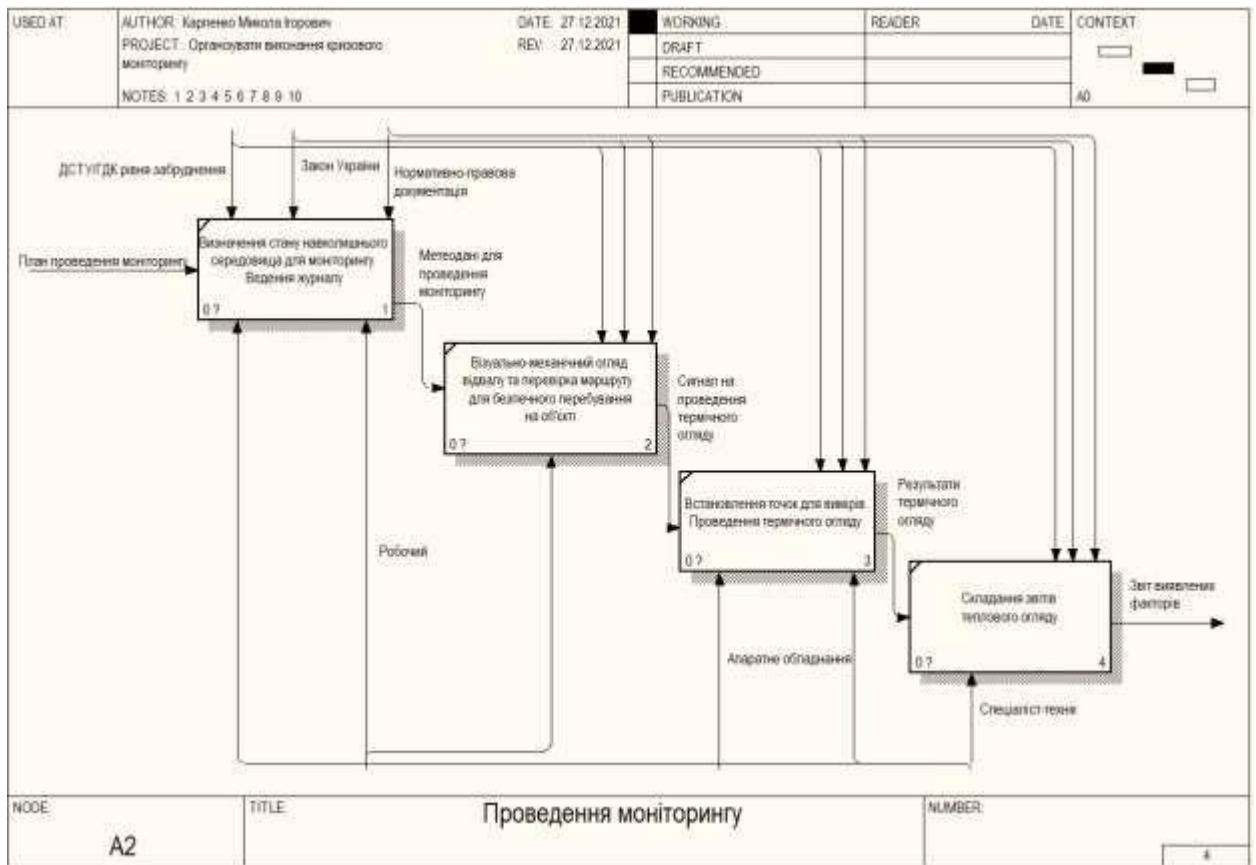 USED AT:
AUTHOR: Карпенко Микола Ігорович
DATE: 27.12.2021
PROJECT: Організувати виконання кризового
моніторингу
REV: 27.12.2021
NOTES: 1 2 3 4 5 6 7 8 9 10
WORKING
DRAFT
RECOMMENDED
PUBLICATION
READER
DATE
CONTEXT:
A0
ДСТУ/ГДК рівня забруднення
Закон України
Нормативно-правова
документація
План проведення моніторингу
Визначення стану навколишнього
середовища для моніторингу
Ведення журналу
0 ?
1
Метеодані для
проведення
моніторингу
Візуально-механічний огляд
відвалу та перевірка маршруту
для безпечного перебування
на об'єкті
0 ?
2
Сигнал на
проведення
термічного
огляду
Встановлення точок для вимірів
Проведення термічного огляду
0 ?
3
Результати
термічного
огляду
Робочий
Складання звітів
теплового огляду
0 ?
4
Звіт виявлених
факторів
Апаратне обладнання
Спеціаліст-техни
NODE:
TITLE:
NUMBER:
A2
Проведення моніторингу
4